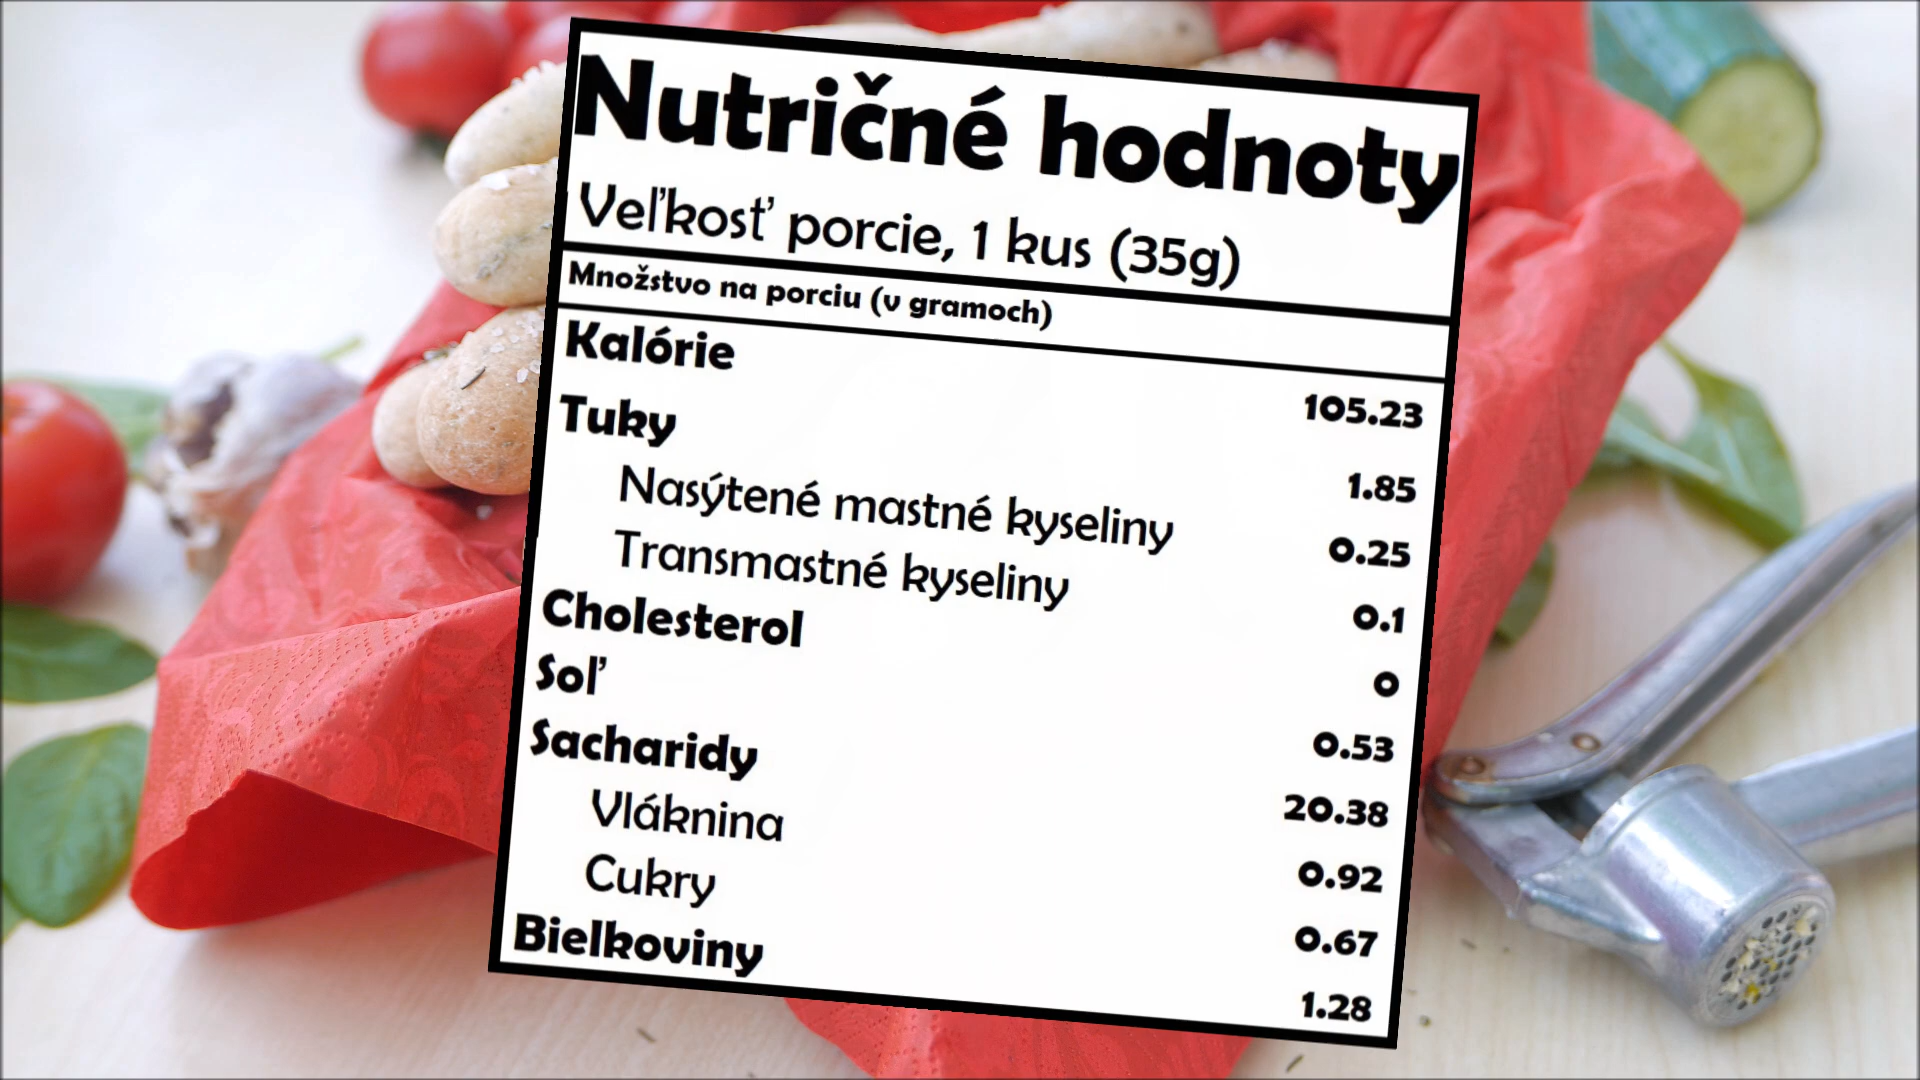 Nutričné hodnoty
Veľkosť porcie, 1 kus (35g)
Množstvo na porciu (v gramoch)
Kalórie 105.23
Tuky 1.85
Nasýtené mastné kyseliny 0.25
Transmastné kyseliny 0.1
Cholesterol 0
Soľ 0.53
Sacharidy 20.38
Vláknina 0.92
Cukry 0.67
Bielkoviny 1.28